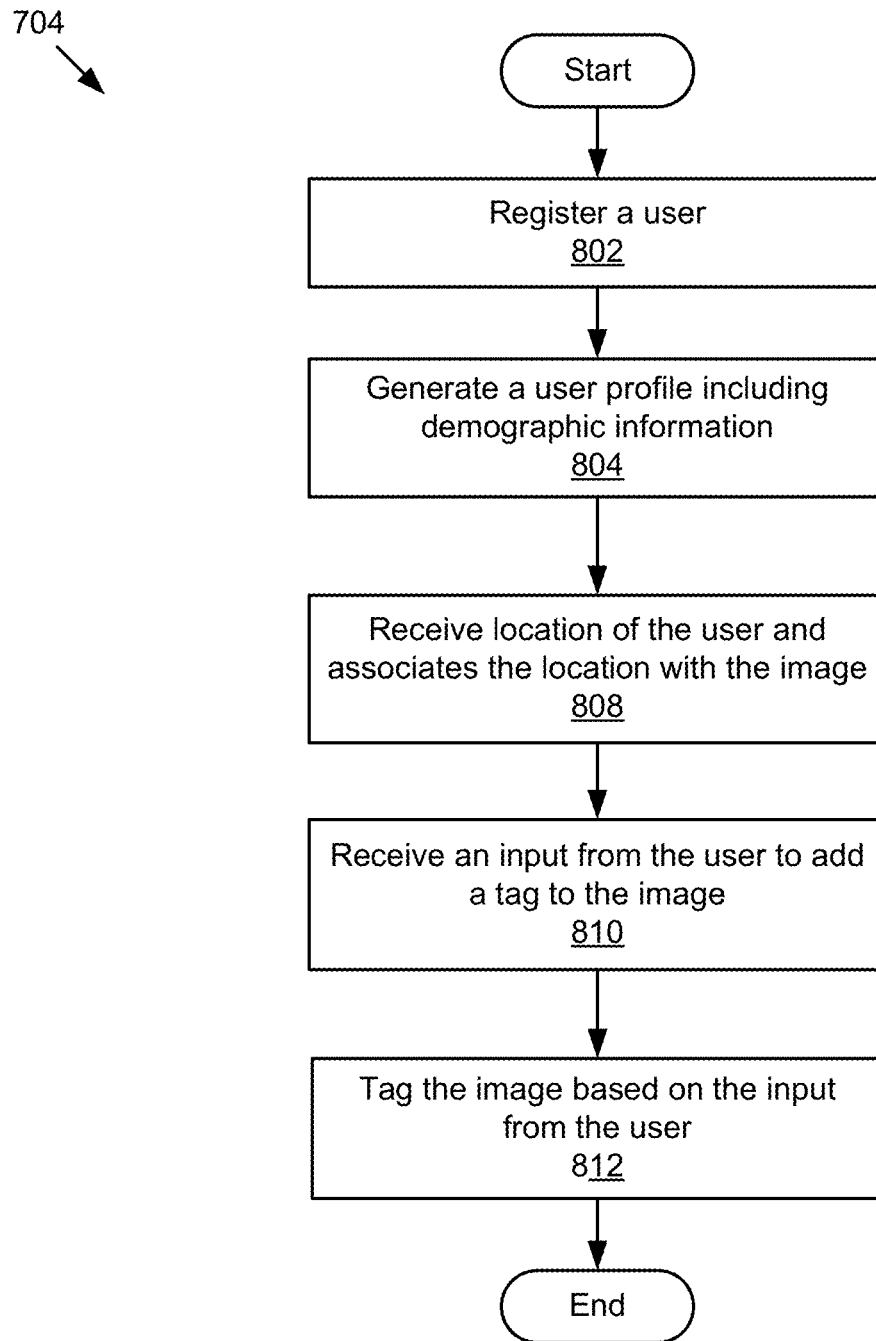 704
Start
Register a user
802
Generate a user profile including
demographic information
804
Receive location of the user and
associates the location with the image
808
Receive an input from the user to add
a tag to the image
810
Tag the image based on the input
from the user
812
End